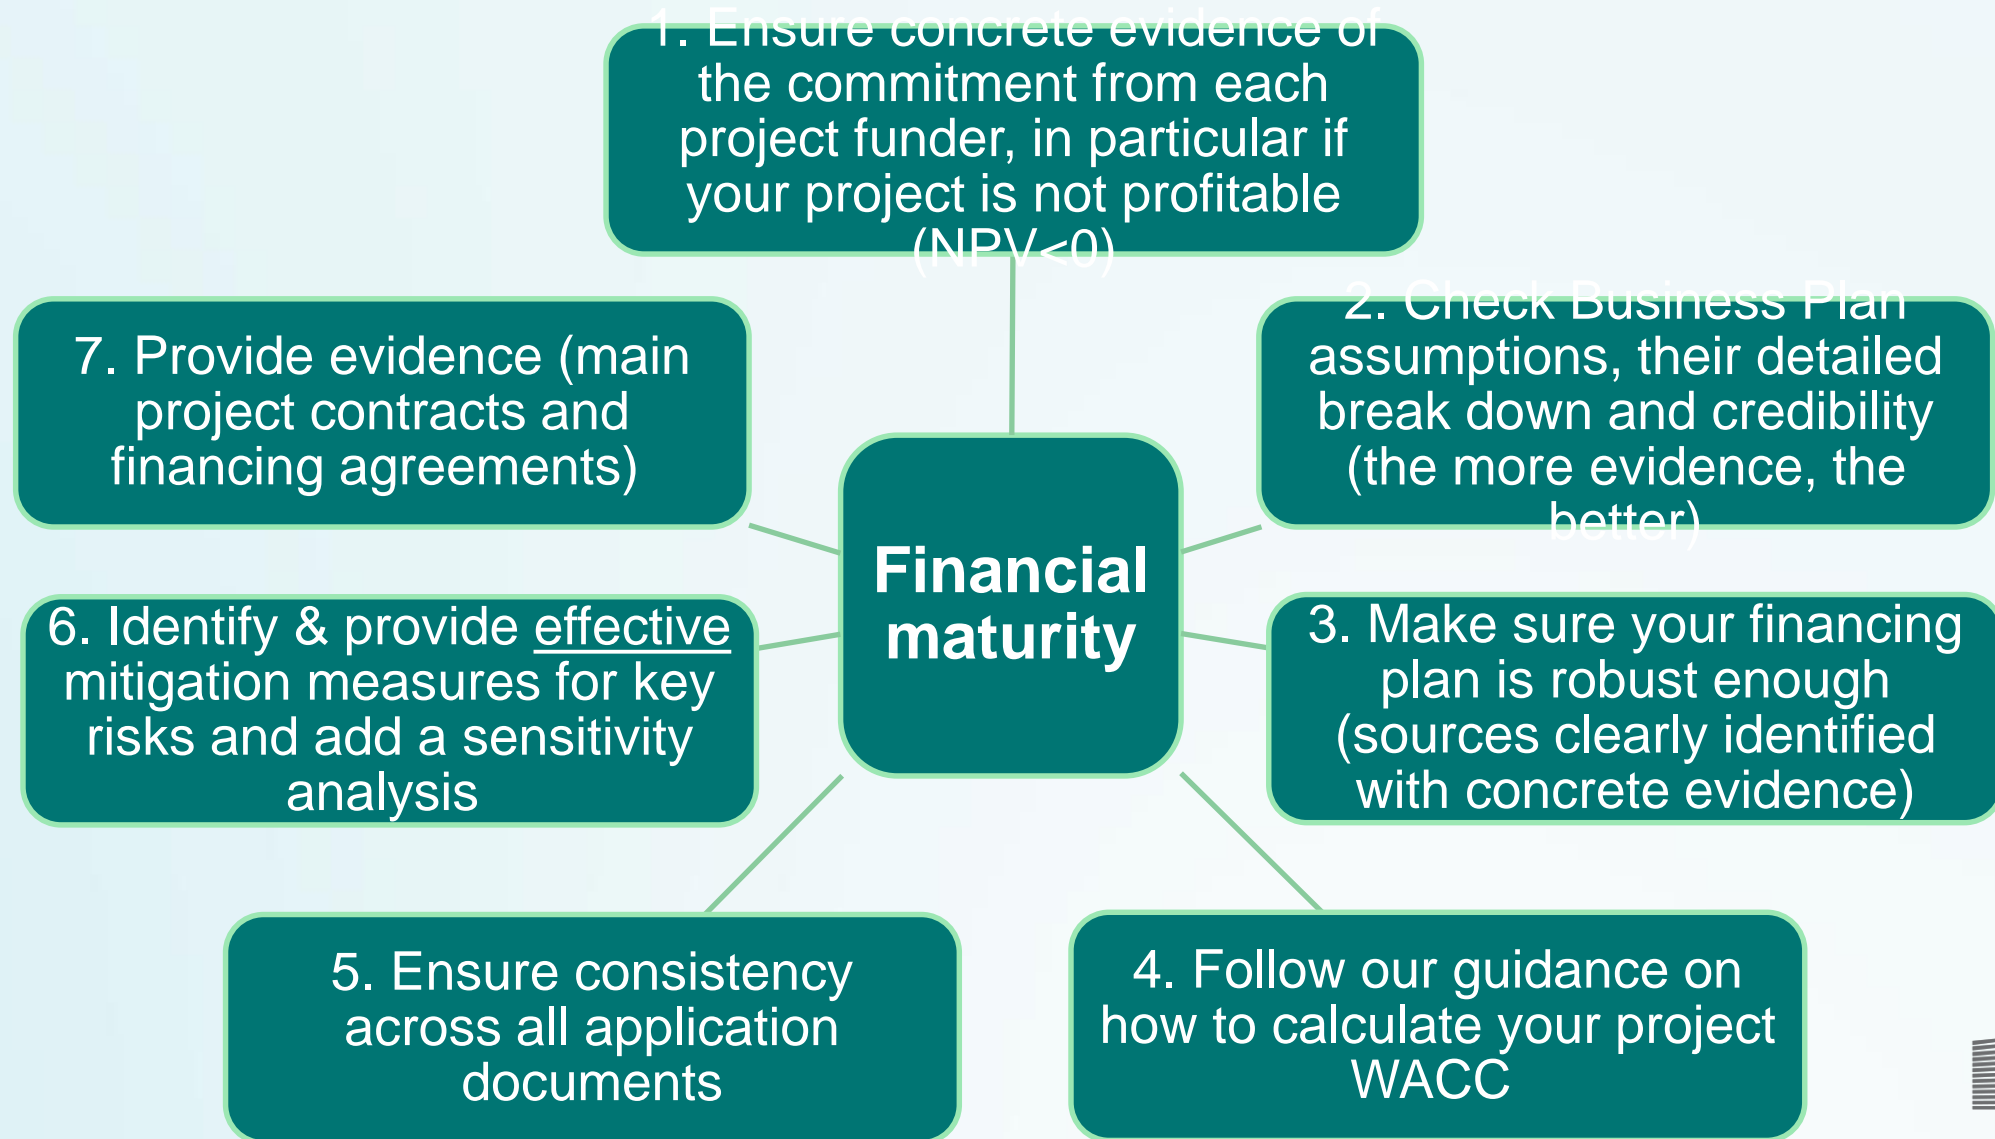 1. Ensure concrete evidence of
the commitment from each
project funder, in particular if
your project is not profitable
(NPV<0)
2. Check Business Plan
assumptions, their detailed
break down and credibility
(the more evidence, the
better)
3. Make sure your financing
plan is robust enough
(sources clearly identified
with concrete evidence)
4. Follow our guidance on
how to calculate your project
WACC
5. Ensure consistency
across all application
documents
6. Identify & provide effective
mitigation measures for key
risks and add a sensitivity
analysis
7. Provide evidence (main
project contracts and
financing agreements)
Financial
maturity